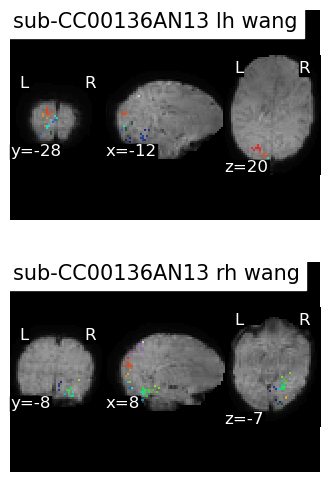 sub-CC00136AN13 lh wang
L R
L R
y=-28
x=-12
z=20
sub-CC00136AN13 rh wang
L R
L R
y=-8
x=8
z=-7